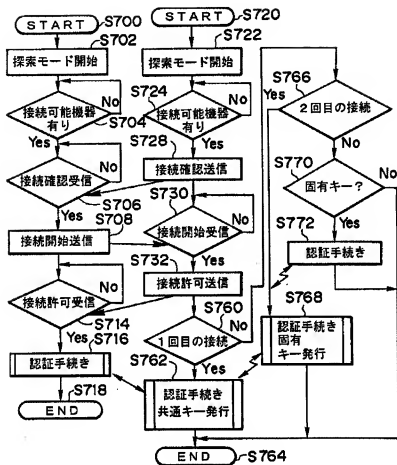 START
S700
S702
探索モード開始
No
接続可能機器
有り
S704
Yes
接続確認受信
No
S706
Yes
S708
接続開始送信
No
接続許可受信
S714
Yes
S716
認証手続き
S718
END
START
S720
S722
探索モード開始
S724
No
接続可能機器
有り
Yes
S728
接続確認送信
S730
接続開始受信
No
Yes
S732
接続許可送信
S760
1回目の接続
No
Yes
S762
認証手続き
共通キー発行
END
S764
S766
Yes
2回目の接続
No
S770
固有キー?
No
S772
Yes
認証手続き
S768
認証手続き
固有
キー発行